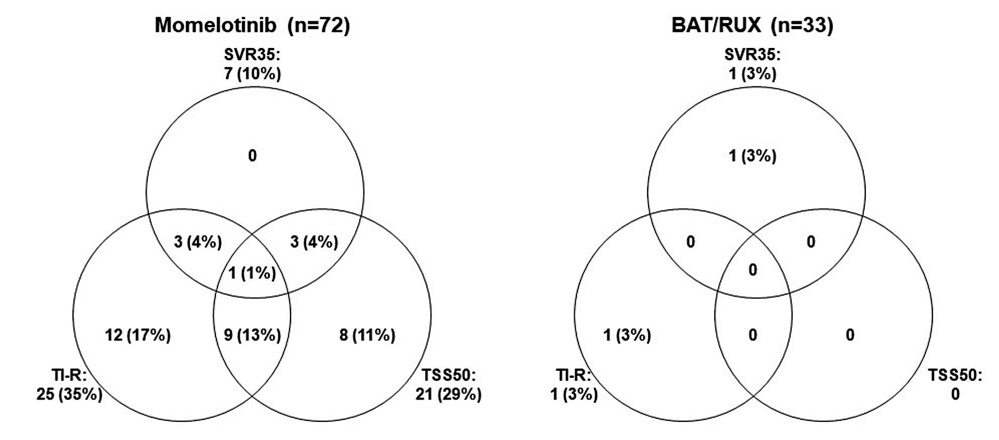 Momelotinib (n=72)
SVR35:
7 (10%)
0
3 (4%)
3 (4%)
1 (1%)
12 (17%)
9 (13%)
8 (11%)
TI-R:
25 (35%)
TSS50:
21 (29%)
BAT/RUX (n=33)
SVR35:
1 (3%)
1 (3%)
0
0
0
1 (3%)
0
0
TI-R:
1 (3%)
TSS50:
0